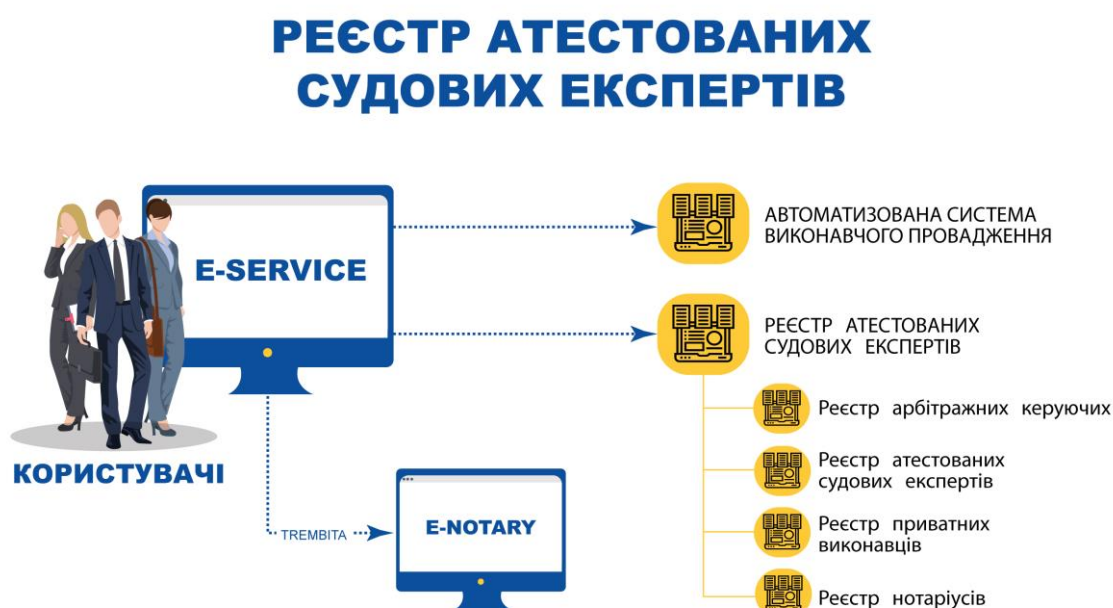 РЕЄСТР АТЕСТОВАНИХ
СУДОВИХ ЕКСПЕРТІВ
E-SERVICE
АВТОМАТИЗОВАНА СИСТЕМА
ВИКОНАВЧОГО ПРОВАДЖЕННЯ
РЕЄСТР АТЕСТОВАНИХ
СУДОВИХ ЕКСПЕРТІВ
Реєстр арбітражних керуючих
Реєстр атестованих
судових експертів
Реєстр приватних
виконавців
Реєстр нотаріусів
КОРИСТУВАЧІ
TREMBITA
E-NOTARY